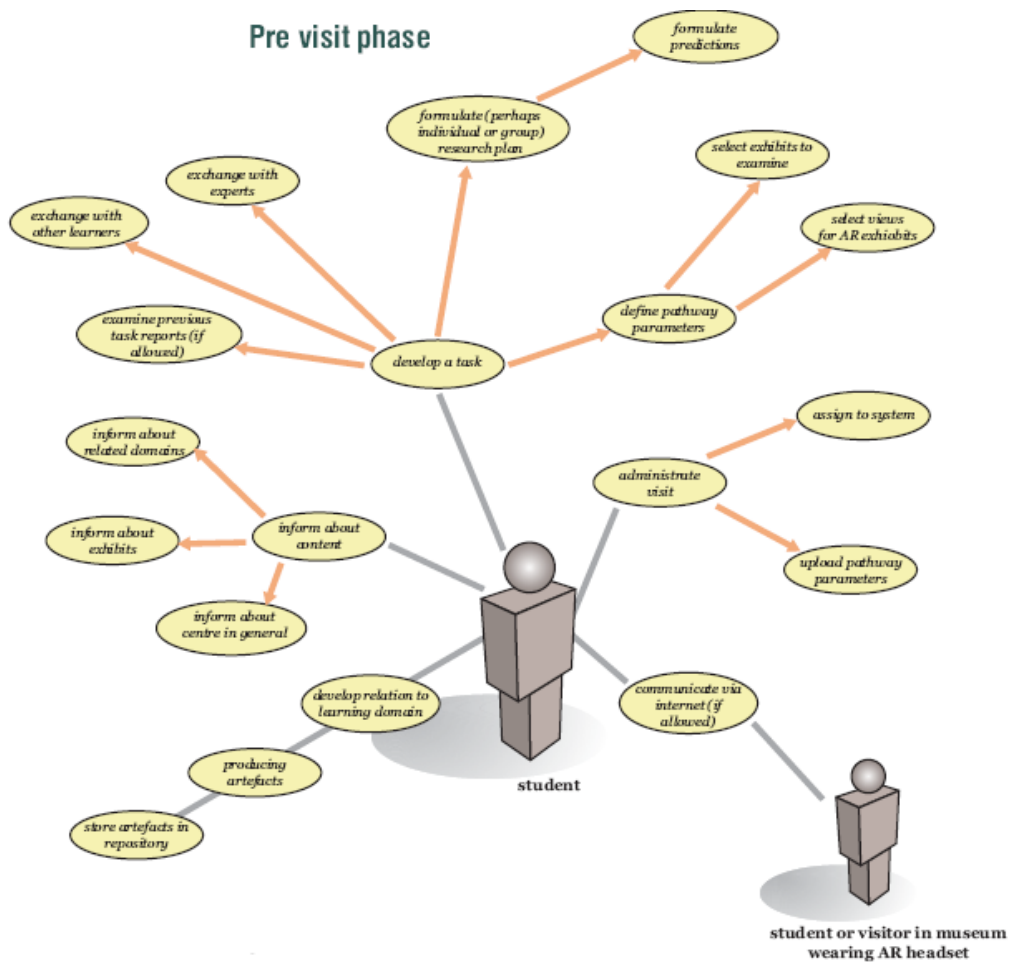 Pre visit phase
formulate
predictions
formulate (perhaps
individual or group)
research plan
select exhibits to
examine
exchange with
experts
exchange with
other learners
select views
for AR exhiobits
define pathway
parameters
examine previous
task reports (if
allowed)
develop a task
assign to system
inform about
related domains
administrate
visit
inform about
content
inform about
exhibits
upload pathway
parameters
inform about
centre in general
develop relation to
learning domain
communicate via
internet (if
allowed)
producing
artefacts
student
store artefacts in
repository
student or visitor in museum
wearing AR headset